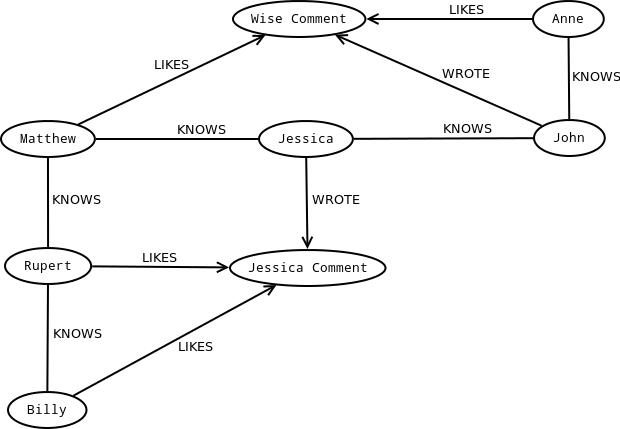 Wise Comment
LIKES
Anne
LIKES
WROTE
KNOWS
Matthew
KNOWS
Jessica
KNOWS
John
KNOWS
WROTE
Rupert
LIKES
Jessica Comment
KNOWS
LIKES
Billy